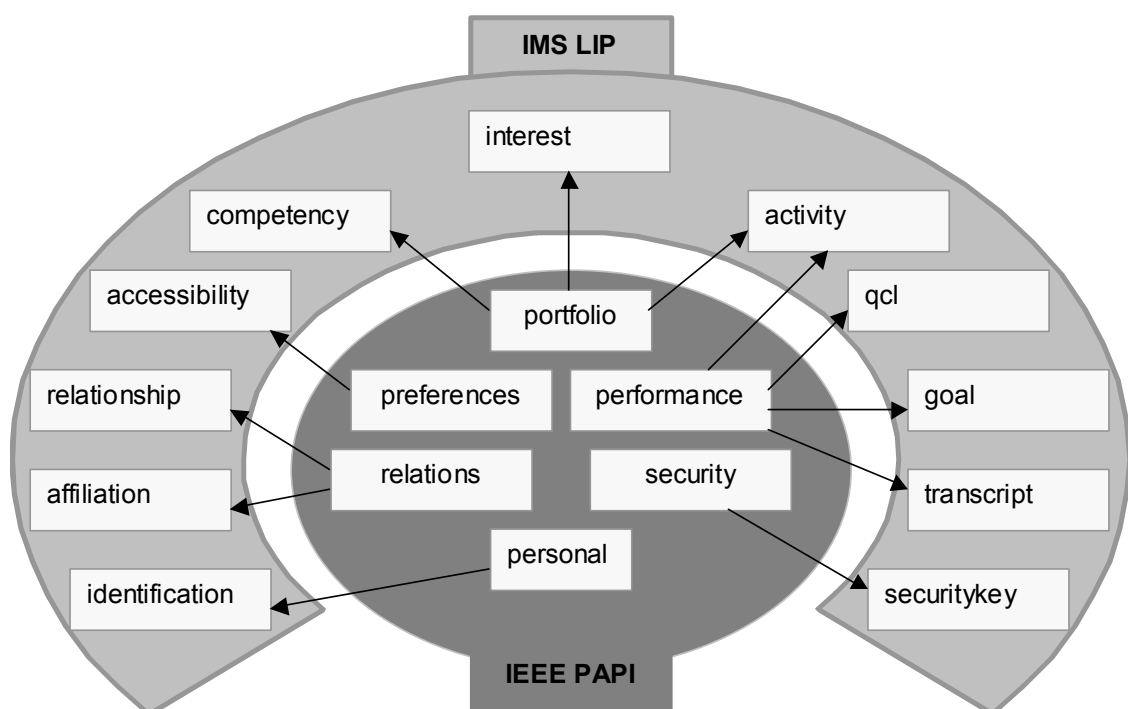 IMS LIP
interest
competency
activity
accessibility
qcl
portfolio
relationship
preferences
performance
goal
affiliation
relations
security
transcript
personal
identification
securitykey
IEEE PAPI